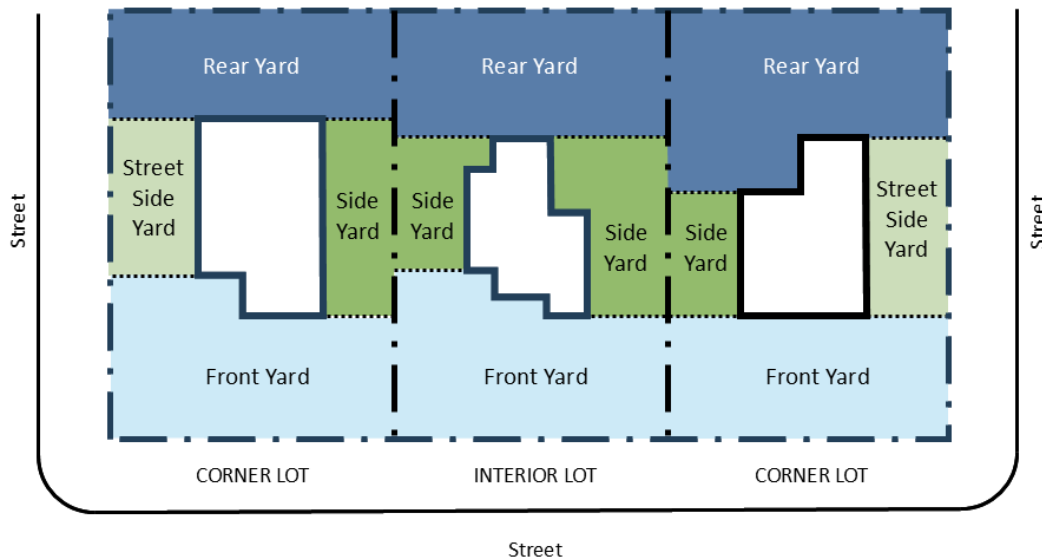 Rear Yard
Rear Yard
Rear Yard
Street
Side
Yard
Side
Yard
Side
Yard
Side
Yard
Side
Yard
Street
Side
Yard
Street
Street
Front Yard
Front Yard
Front Yard
CORNER LOT
INTERIOR LOT
CORNER LOT
Street